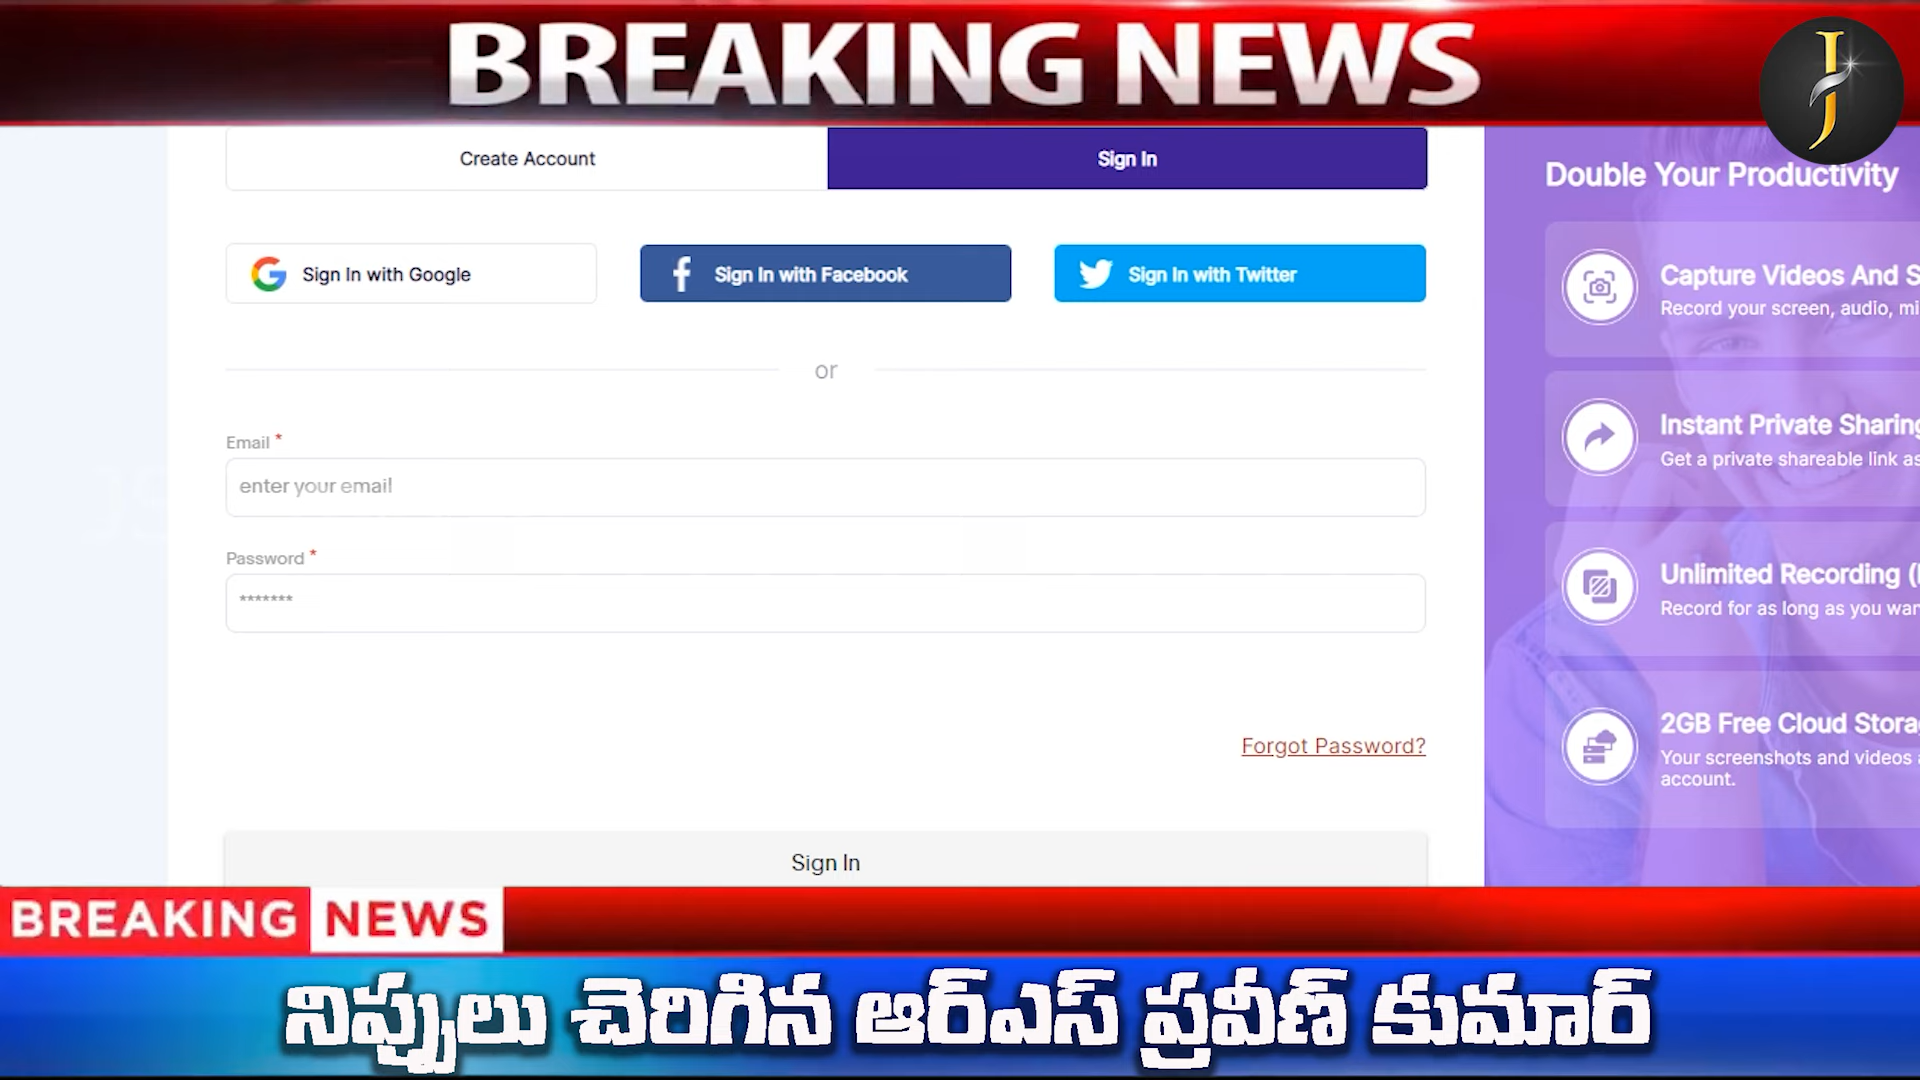 BREAKING NEWS
J
Create Account
Sign In
Double Your Productivity
Sign In with Google
Sign In with Facebook
Sign In with Twitter
Capture Videos And S
Record your screen, audio, mi
or
Instant Private Sharing
Get a private shareable link as
Email *
enter your email
Password *
*******
Unlimited Recording (
Record for as long as you wan
Forgot Password?
2GB Free Cloud Storag
Your screenshots and videos a
account.
Sign In
BREAKING NEWS
నిప్పులు చెరిగిన ఆర్ఎస్ ప్రవీణ్ కుమార్